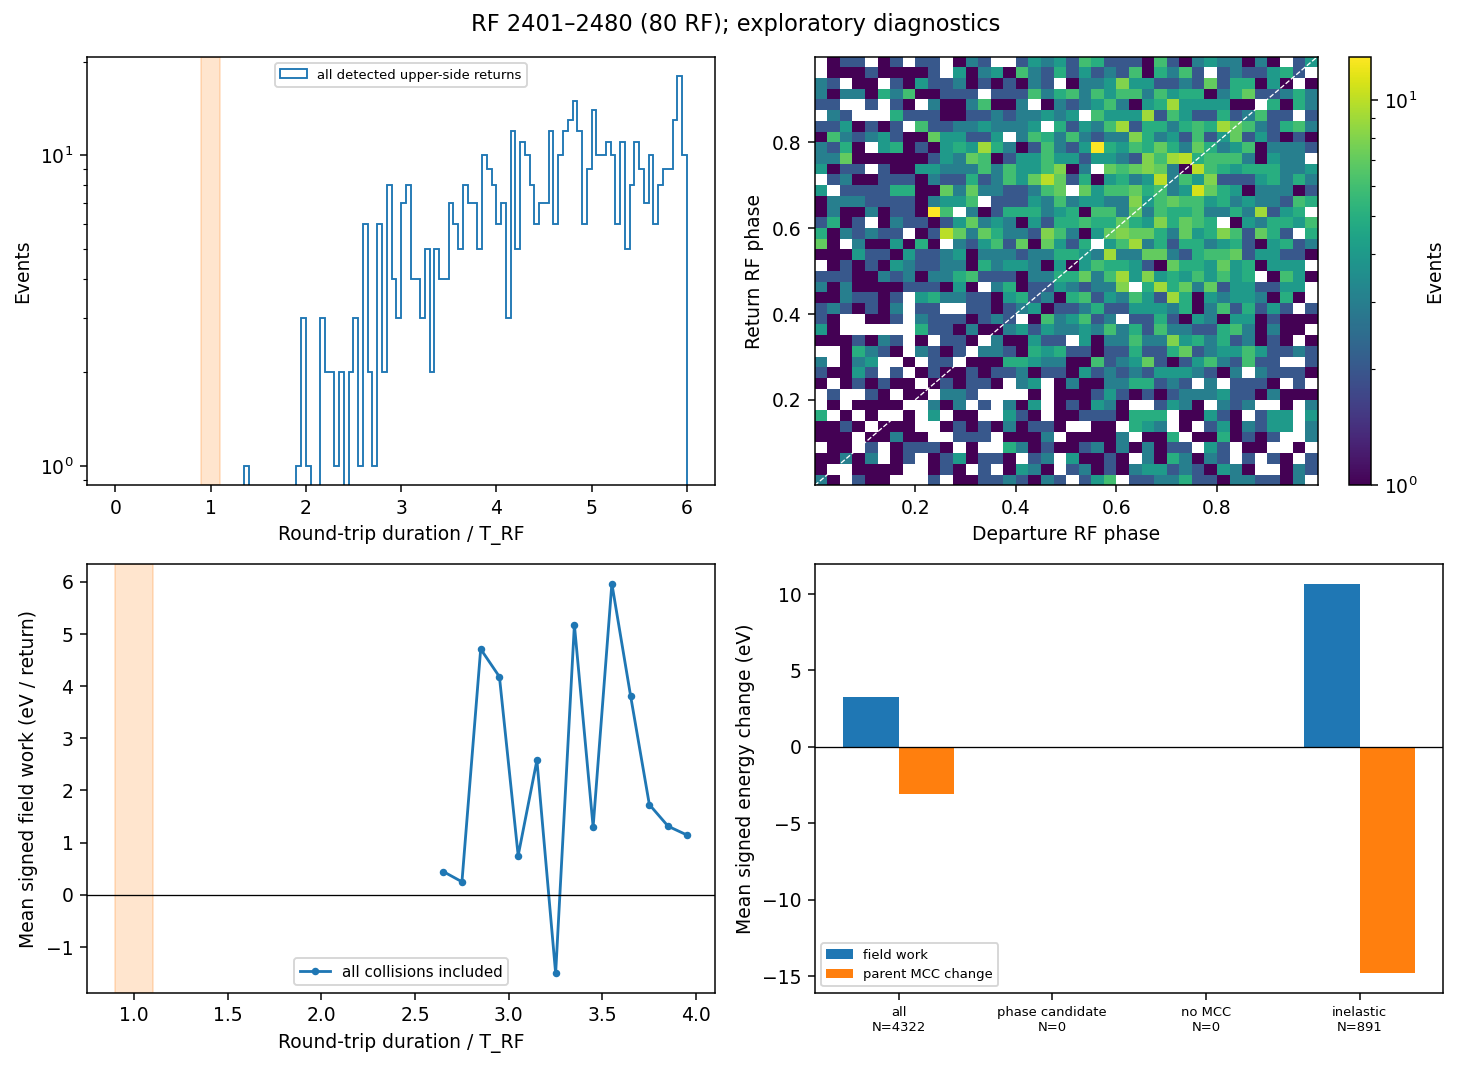 RF 2401–2480 (80 RF); exploratory diagnostics
all detected upper-side returns
Events
10¹
10⁰
0 1 2 3 4 5 6
Round-trip duration / T_RF
Return RF phase
0.8
0.6
0.4
0.2
0.2 0.4 0.6 0.8
Departure RF phase
10¹
10⁰
Events
Mean signed field work (eV / return)
6
5
4
3
2
1
0
−1
all collisions included
1.0 1.5 2.0 2.5 3.0 3.5 4.0
Round-trip duration / T_RF
Mean signed energy change (eV)
10
5
0
−5
−10
−15
field work
parent MCC change
all
N=4322
phase candidate
N=0
no MCC
N=0
inelastic
N=891